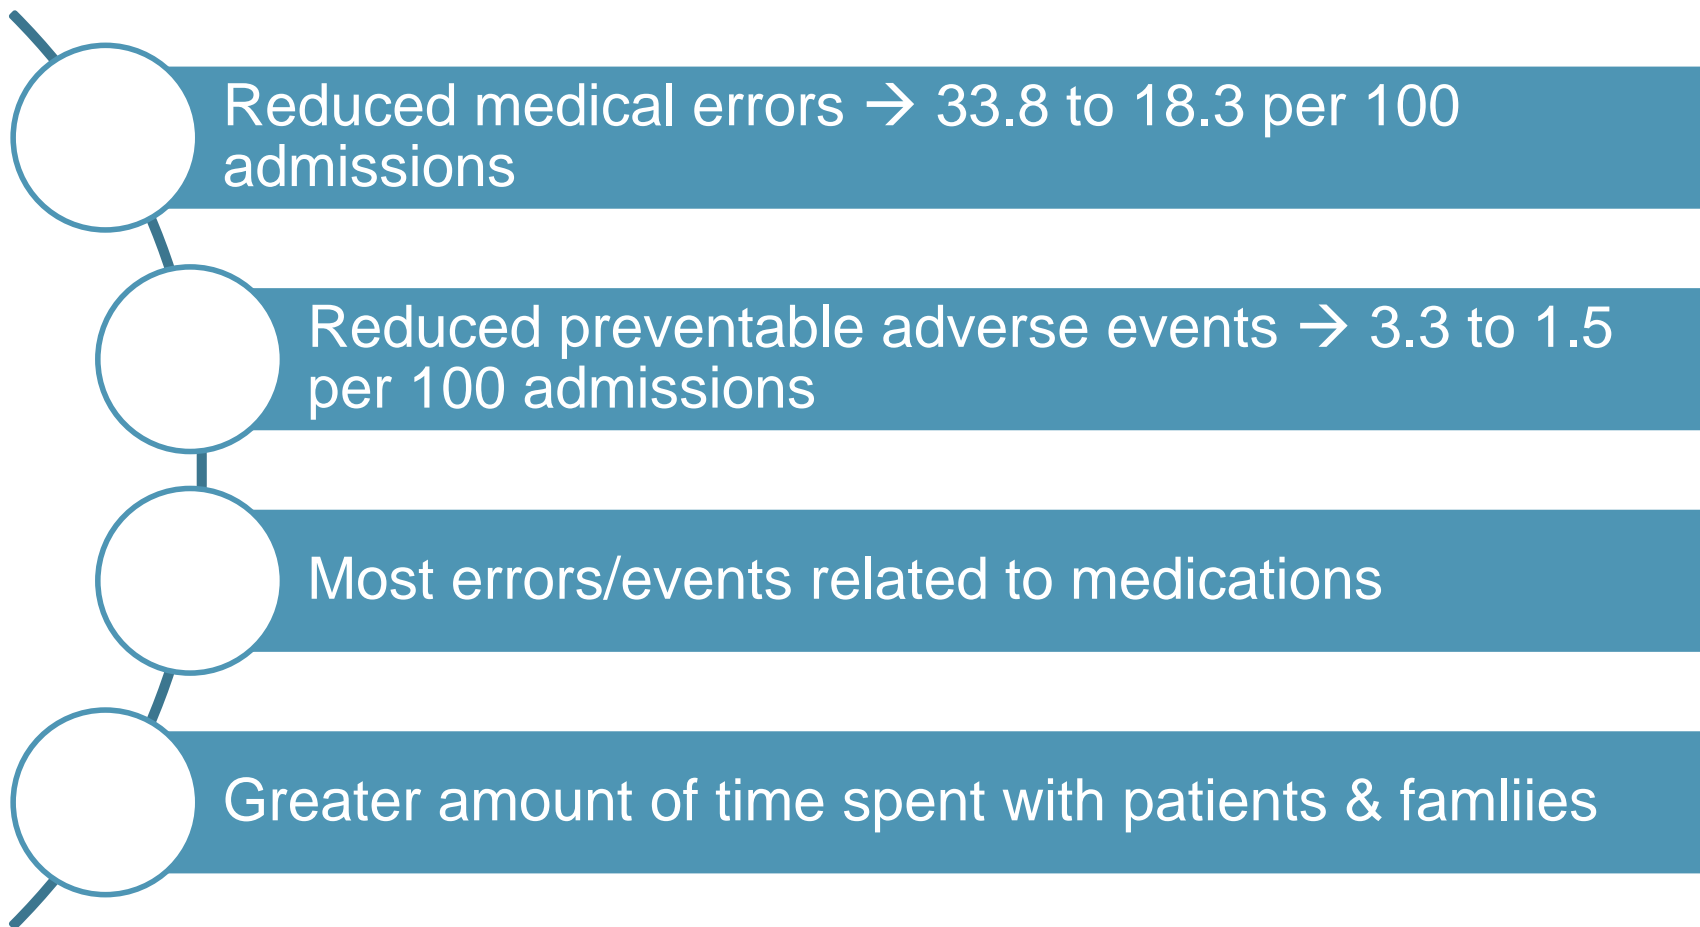 Reduced medical errors → 33.8 to 18.3 per 100
admissions
Reduced preventable adverse events → 3.3 to 1.5
per 100 admissions
Most errors/events related to medications
Greater amount of time spent with patients & famliies